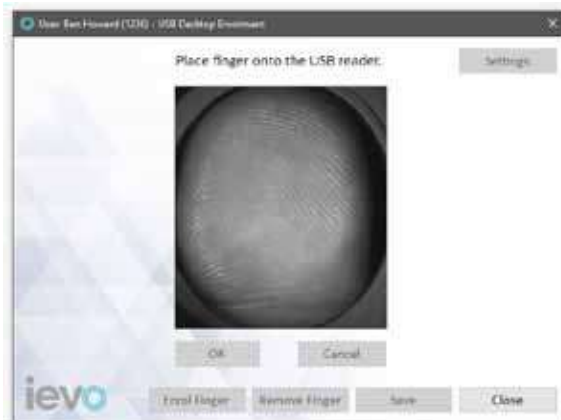 User Ben Howard (1236) - USB Desktop Enrolment
Place finger onto the USB reader.
Settings
OK
Cancel
ievo
Enrol Finger
Remove Finger
Save
Close